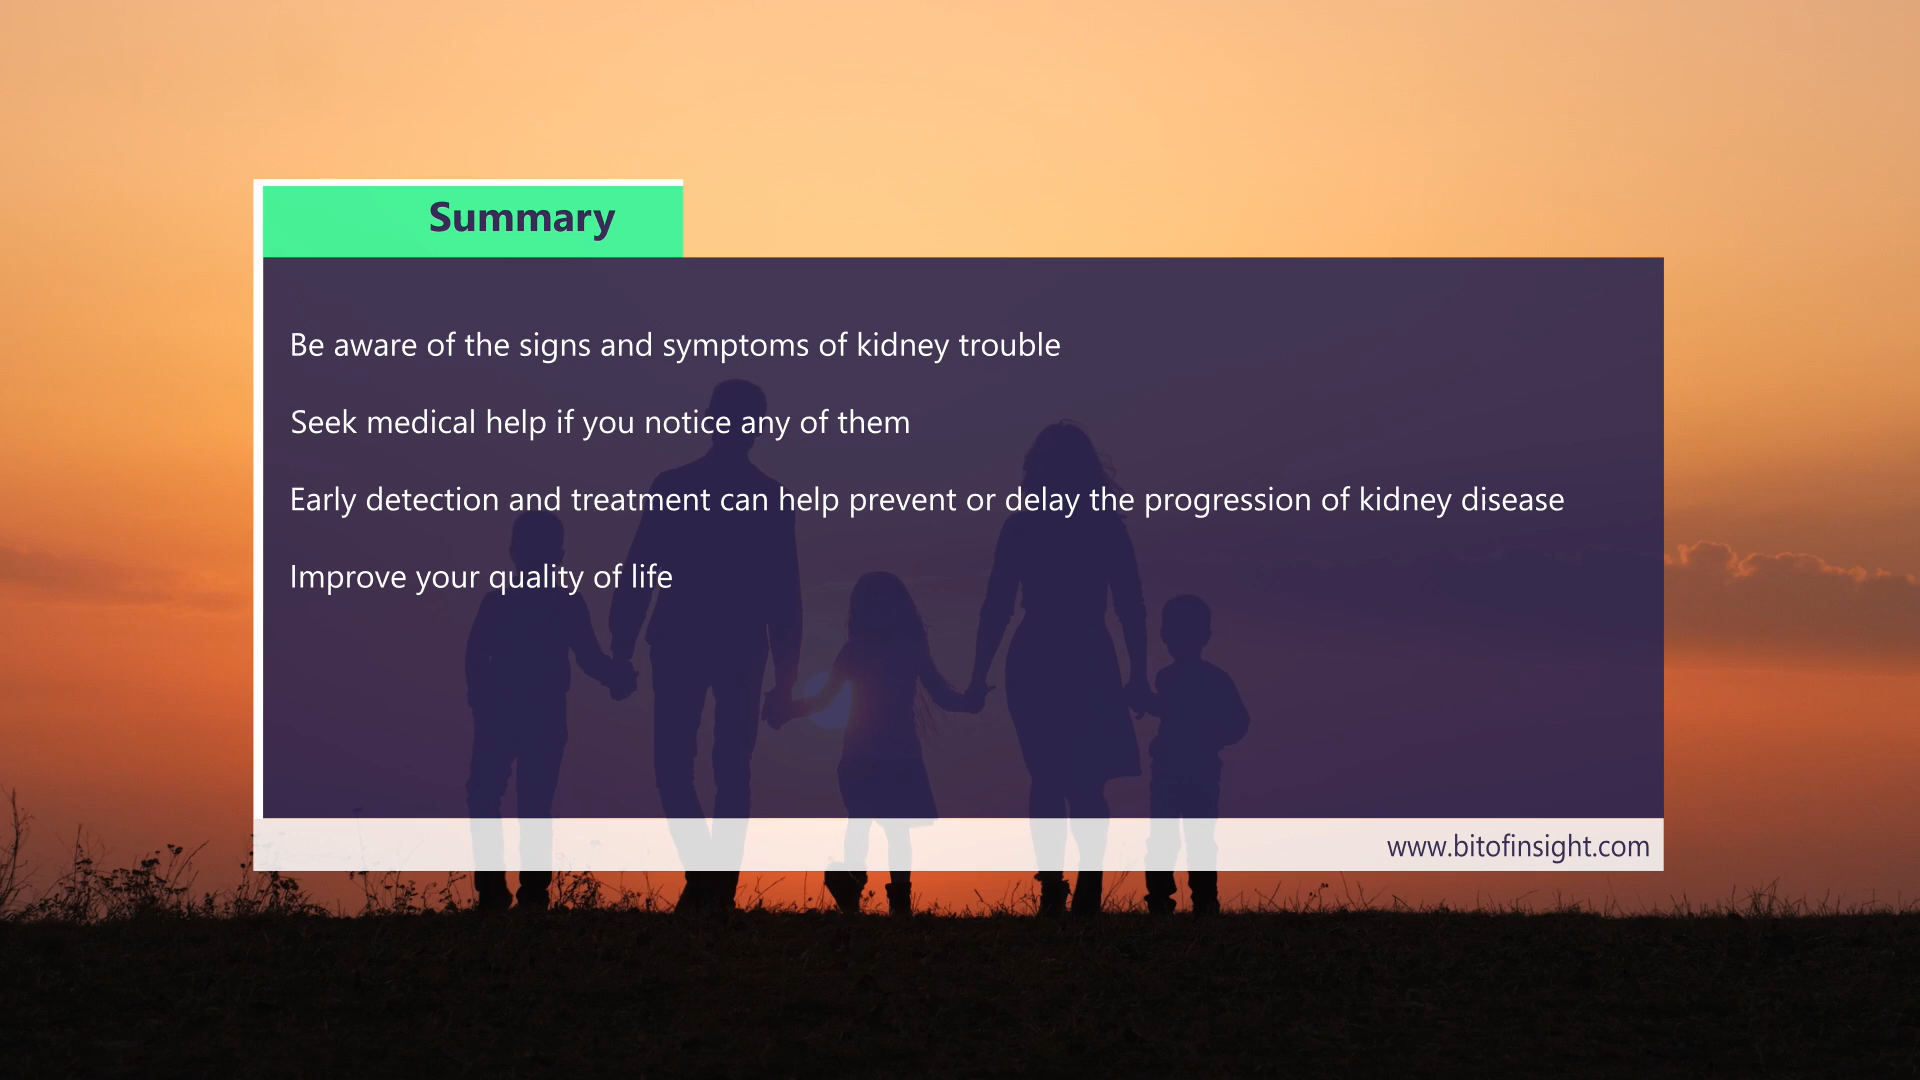 Summary
Be aware of the signs and symptoms of kidney trouble
Seek medical help if you notice any of them
Early detection and treatment can help prevent or delay the progression of kidney disease
Improve your quality of life
www.bitofinsight.com